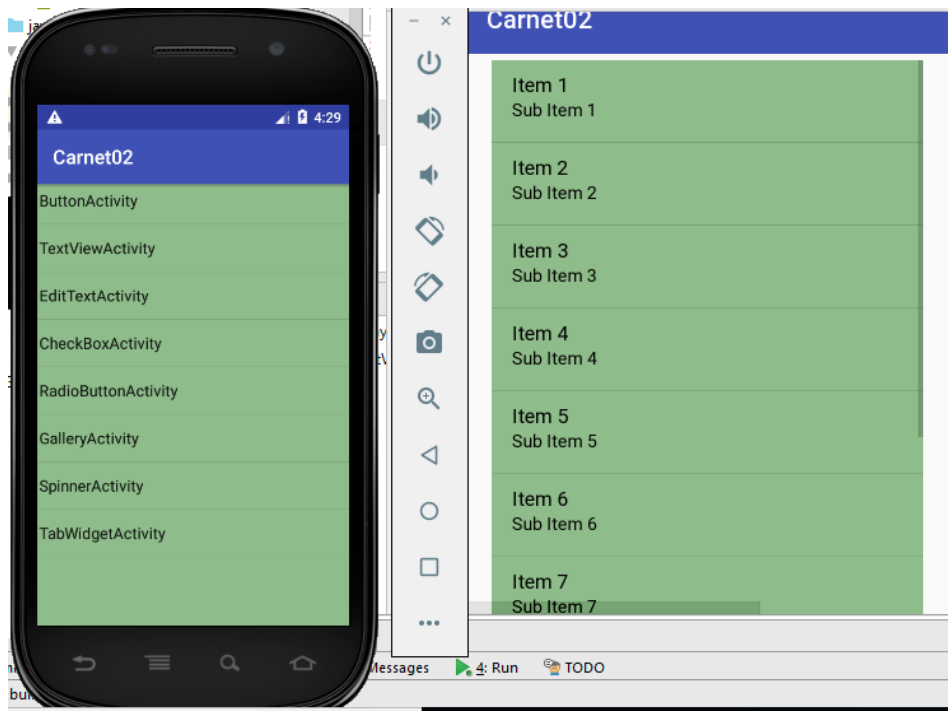 4:29
Carnet02
ButtonActivity
TextViewActivity
EditTextActivity
CheckBoxActivity
RadioButtonActivity
GalleryActivity
SpinnerActivity
TabWidgetActivity
Carnet02
Item 1
Sub Item 1
Item 2
Sub Item 2
Item 3
Sub Item 3
Item 4
Sub Item 4
Item 5
Sub Item 5
Item 6
Sub Item 6
Item 7
Sub Item 7
Messages 4: Run TODO